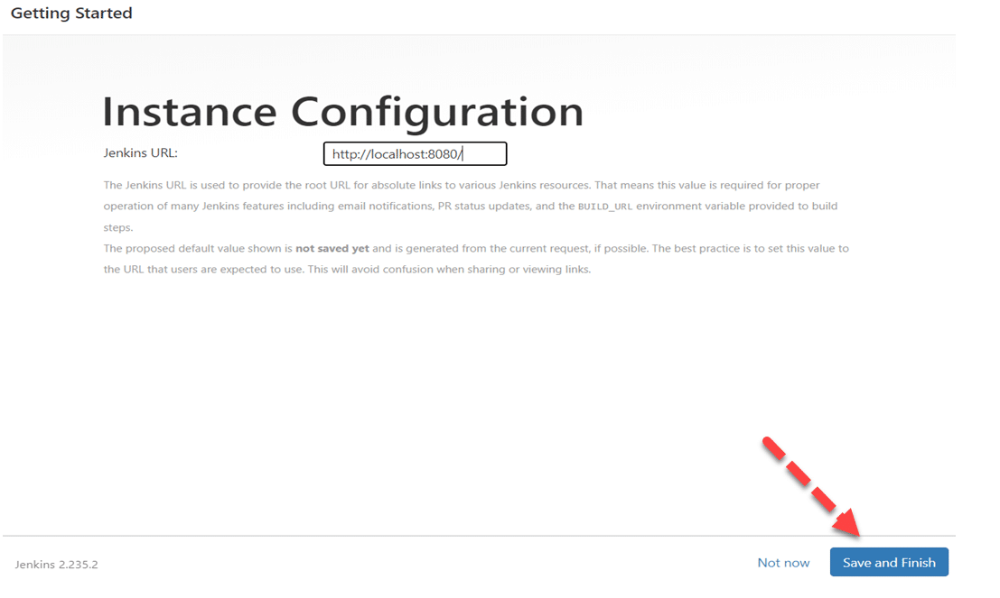 Getting Started
Instance Configuration
Jenkins URL:
http://localhost:8080/
The Jenkins URL is used to provide the root URL for absolute links to various Jenkins resources. That means this value is required for proper
operation of many Jenkins features including email notifications, PR status updates, and the BUILD_URL environment variable provided to build
steps.
The proposed default value shown is not saved yet and is generated from the current request, if possible. The best practice is to set this value to
the URL that users are expected to use. This will avoid confusion when sharing or viewing links.
Jenkins 2.235.2
Not now
Save and Finish